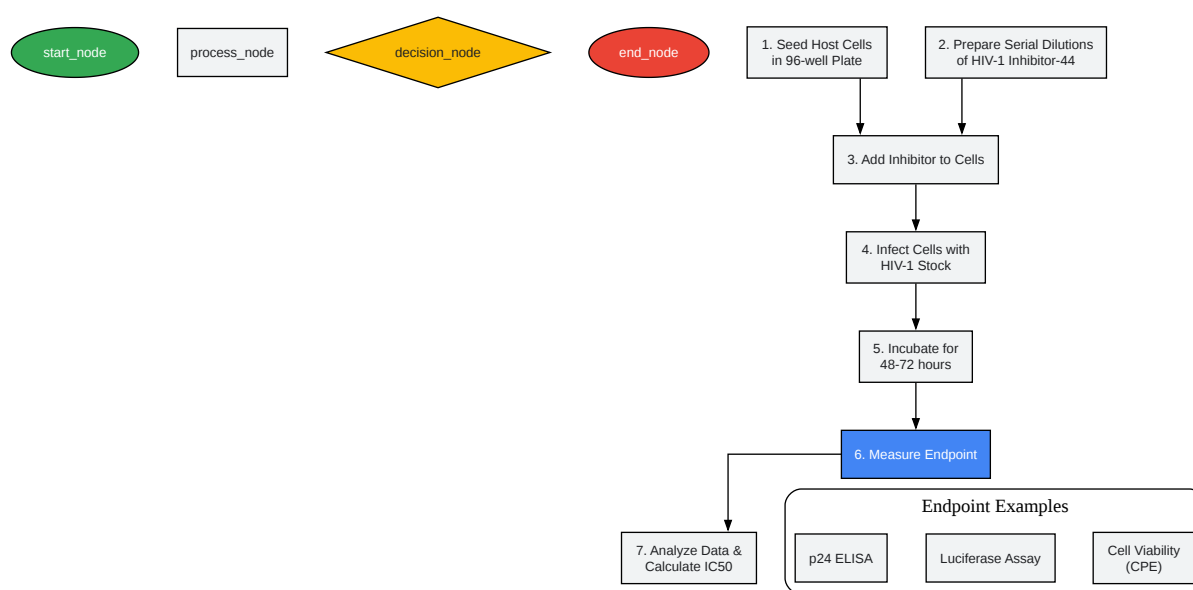 start_node
process_node
decision_node
end_node
1. Seed Host Cells
in 96-well Plate
2. Prepare Serial Dilutions
of HIV-1 Inhibitor-44
3. Add Inhibitor to Cells
4. Infect Cells with
HIV-1 Stock
5. Incubate for
48-72 hours
6. Measure Endpoint
7. Analyze Data &
Calculate IC50
Endpoint Examples
p24 ELISA
Luciferase Assay
Cell Viability
(CPE)